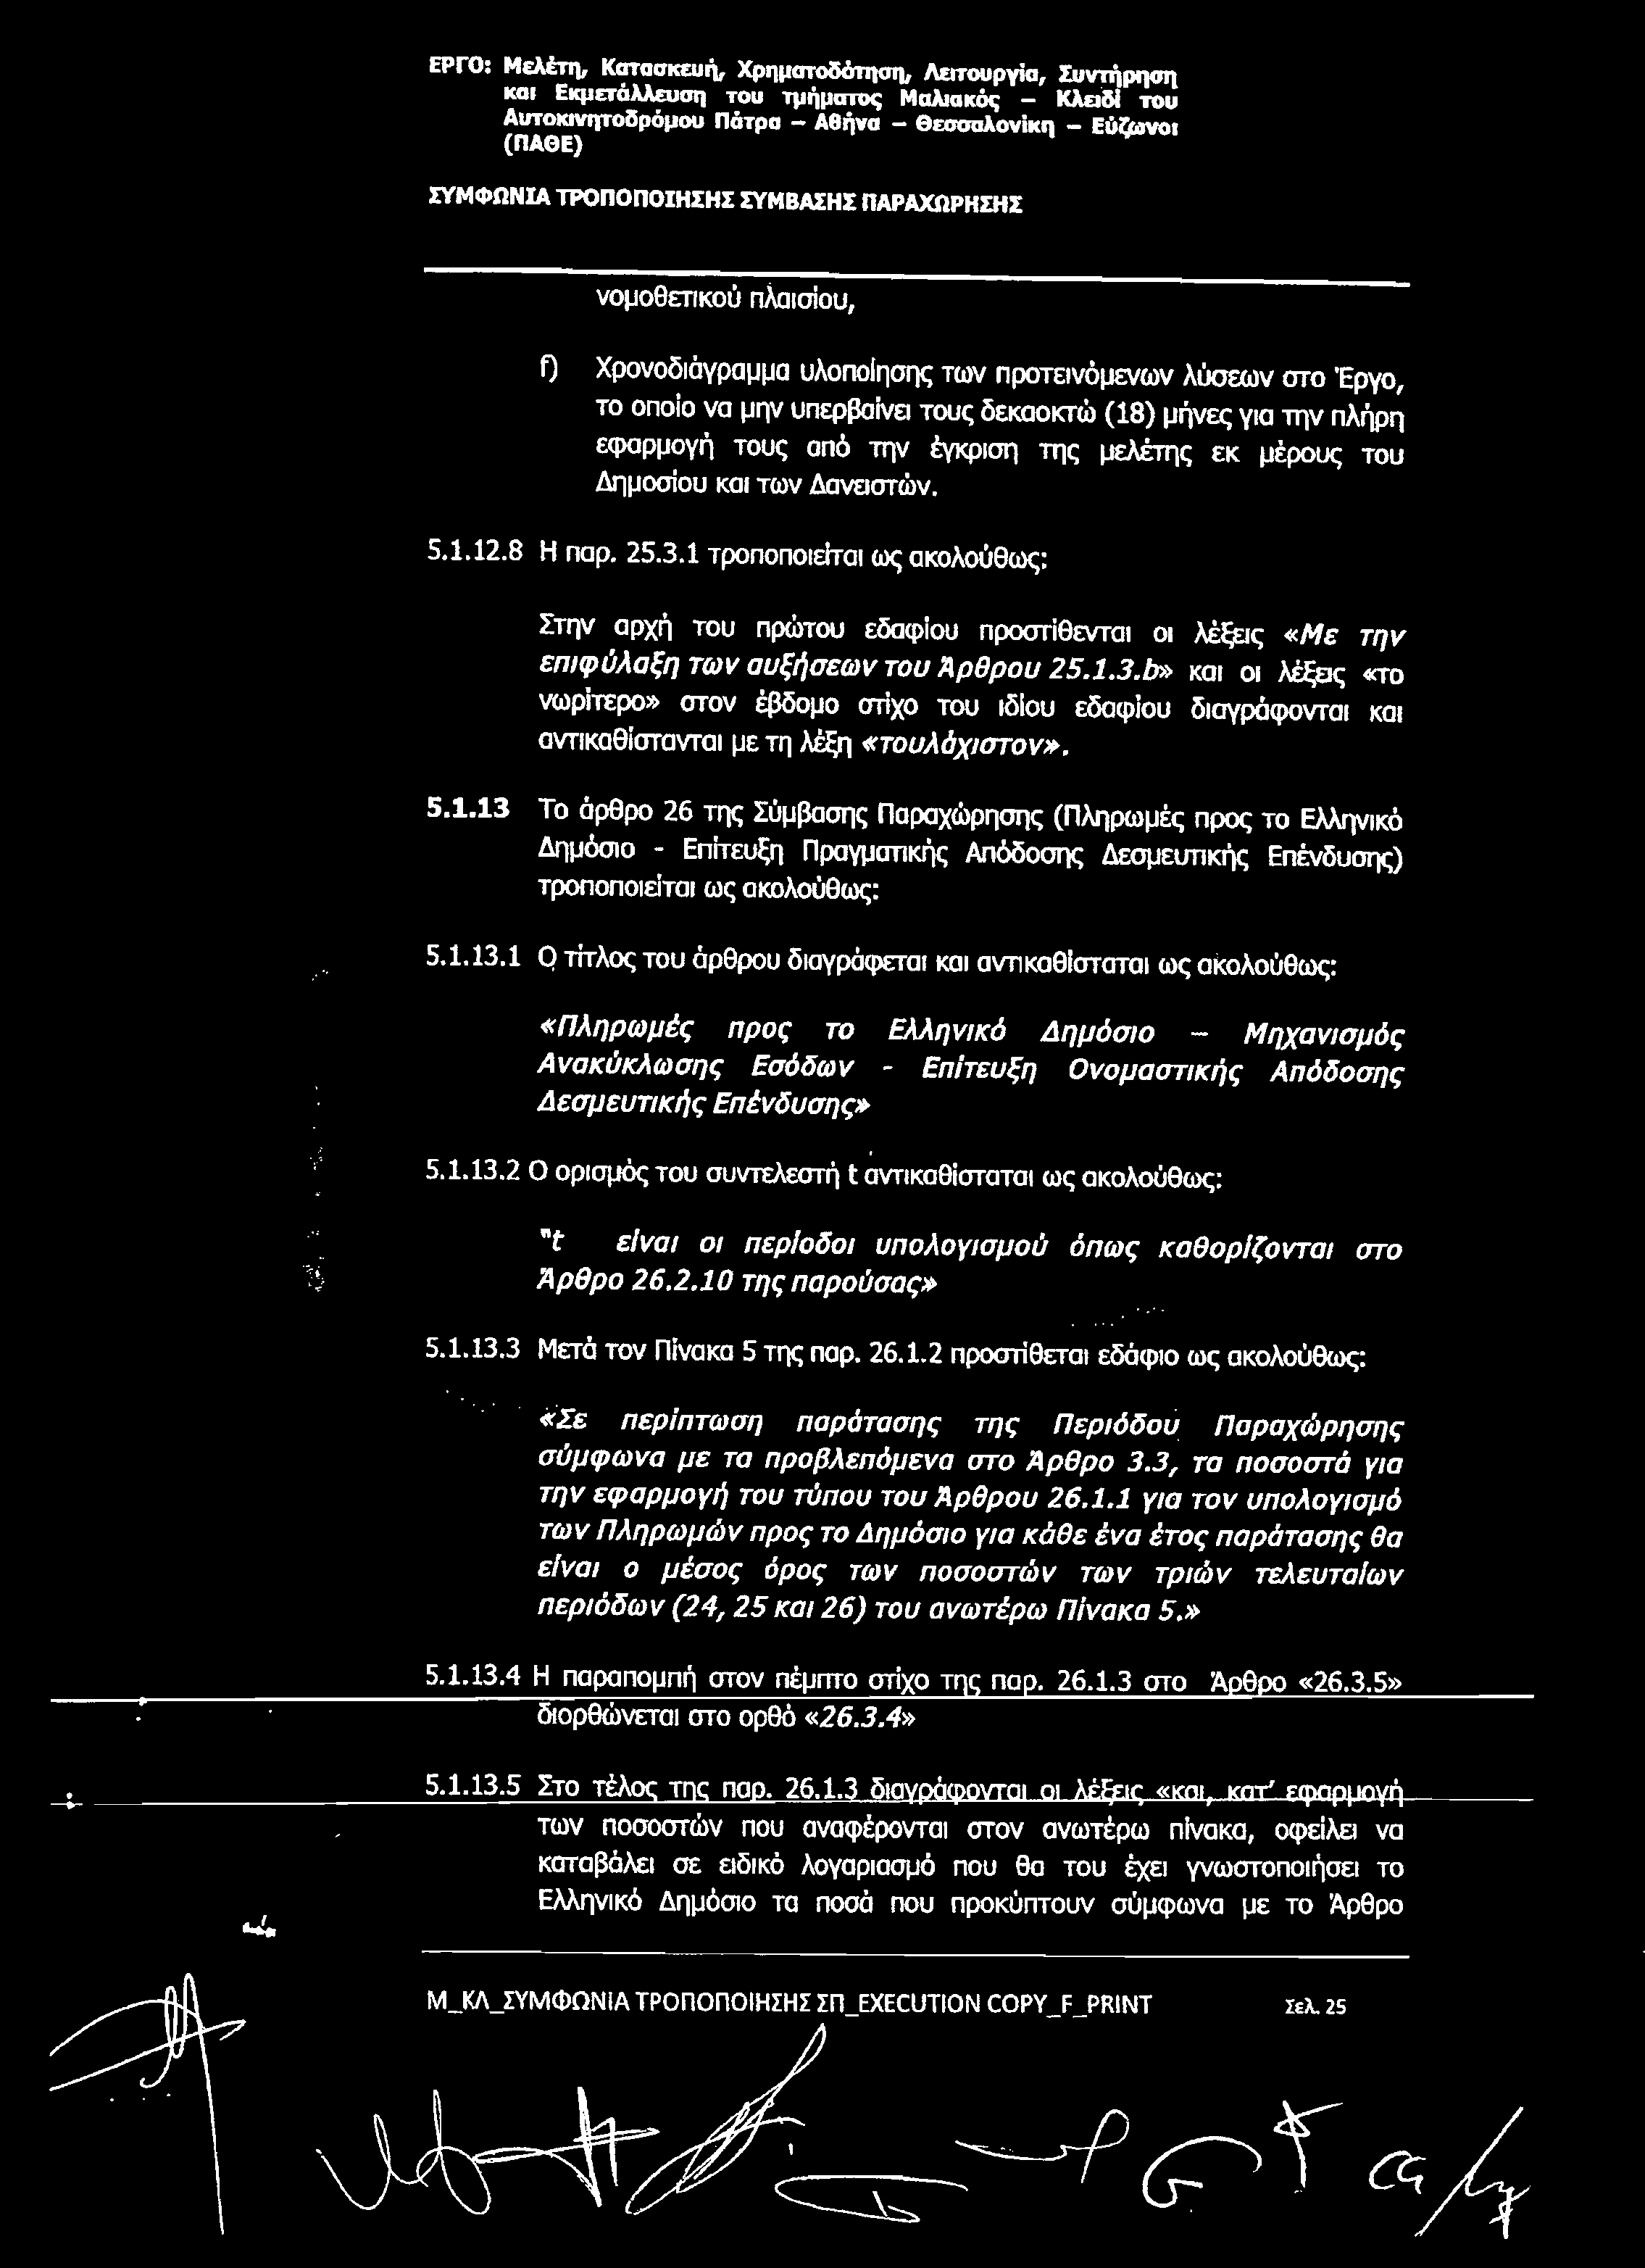 ΕΡΓΟ: Μελέτη, Κατασκευή, Χρηματοδότηση, Λειτουργία, Συντήρηση
και Εκμετάλλευση του τμήματος Μαλιακός – Κλειδί του
Αυτοκινητοδρόμου Πάτρα – Αθήνα – Θεσσαλονίκη – Εύζωνοι
(ΠΑΘΕ)
ΣΥΜΦΩΝΙΑ ΤΡΟΠΟΠΟΙΗΣΗΣ ΣΥΜΒΑΣΗΣ ΠΑΡΑΧΩΡΗΣΗΣ
νομοθετικού πλαισίου,
f) Χρονοδιάγραμμα υλοποίησης των προτεινόμενων λύσεων στο Έργο,
το οποίο να μην υπερβαίνει τους δεκαοκτώ (18) μήνες για την πλήρη
εφαρμογή τους από την έγκριση της μελέτης εκ μέρους του
Δημοσίου και των Δανειστών.
5.1.12.8 Η παρ. 25.3.1 τροποποιείται ως ακολούθως:
Στην αρχή του πρώτου εδαφίου προστίθενται οι λέξεις «Με την
επιφύλαξη των αυξήσεων του Άρθρου 25.1.3.b» και οι λέξεις «το
νωρίτερο» στον έβδομο στίχο του ιδίου εδαφίου διαγράφονται και
αντικαθίστανται με τη λέξη «τουλάχιστον».
5.1.13 Το άρθρο 26 της Σύμβασης Παραχώρησης (Πληρωμές προς το Ελληνικό
Δημόσιο - Επίτευξη Πραγματικής Απόδοσης Δεσμευτικής Επένδυσης)
τροποποιείται ως ακολούθως:
5.1.13.1 Ο τίτλος του άρθρου διαγράφεται και αντικαθίσταται ως ακολούθως:
«Πληρωμές προς το Ελληνικό Δημόσιο – Μηχανισμός
Ανακύκλωσης Εσόδων - Επίτευξη Ονομαστικής Απόδοσης
Δεσμευτικής Επένδυσης»
5.1.13.2 Ο ορισμός του συντελεστή t αντικαθίσταται ως ακολούθως:
"t είναι οι περίοδοι υπολογισμού όπως καθορίζονται στο
Άρθρο 26.2.10 της παρούσας»
5.1.13.3 Μετά τον Πίνακα 5 της παρ. 26.1.2 προστίθεται εδάφιο ως ακολούθως:
«Σε περίπτωση παράτασης της Περιόδου Παραχώρησης
σύμφωνα με τα προβλεπόμενα στο Άρθρο 3.3, τα ποσοστά για
την εφαρμογή του τύπου του Άρθρου 26.1.1 για τον υπολογισμό
των Πληρωμών προς το Δημόσιο για κάθε ένα έτος παράτασης θα
είναι ο μέσος όρος των ποσοστών των τριών τελευταίων
περιόδων (24, 25 και 26) του ανωτέρω Πίνακα 5.»
5.1.13.4 Η παραπομπή στον πέμπτο στίχο της παρ. 26.1.3 στο Άρθρο «26.3.5»
διορθώνεται στο ορθό «26.3.4»
5.1.13.5 Στο τέλος της παρ. 26.1.3 διαγράφονται οι λέξεις «και, κατ' εφαρμογή
των ποσοστών που αναφέρονται στον ανωτέρω πίνακα, οφείλει να
καταβάλει σε ειδικό λογαριασμό που θα του έχει γνωστοποιήσει το
Ελληνικό Δημόσιο τα ποσά που προκύπτουν σύμφωνα με το Άρθρο
Μ_ΚΛ_ΣΥΜΦΩΝΙΑ ΤΡΟΠΟΠΟΙΗΣΗΣ ΣΠ_EXECUTION COPY_F_PRINT Σελ. 25